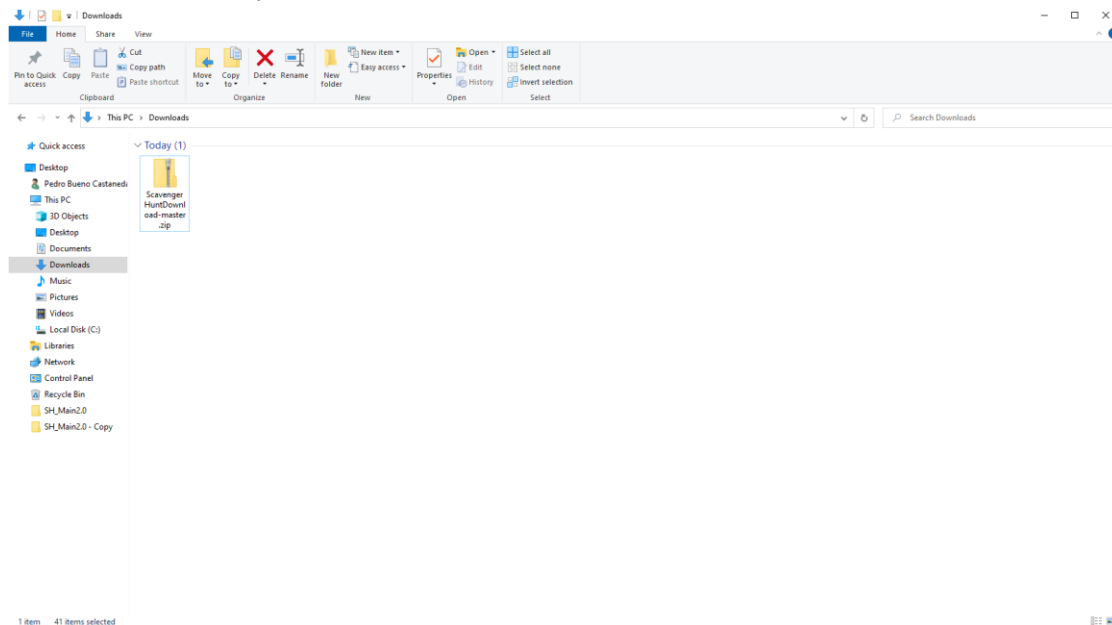 Downloads
File Home Share View
Pin to Quick access
Copy
Paste
Cut
Copy path
Paste shortcut
Clipboard
Move to
Copy to
Delete
Rename
Organize
New folder
New item
Easy access
New
Properties
Open
Edit
History
Open
Select all
Select none
Invert selection
Select
This PC > Downloads
Search Downloads
Quick access
Desktop
Pedro Bueno Castaned
This PC
3D Objects
Desktop
Documents
Downloads
Music
Pictures
Videos
Local Disk (C:)
Libraries
Network
Control Panel
Recycle Bin
SH_Main2.0
SH_Main2.0 - Copy
Today (1)
Scavenger
HuntDownl
oad-master
.zip
1 item 41 items selected